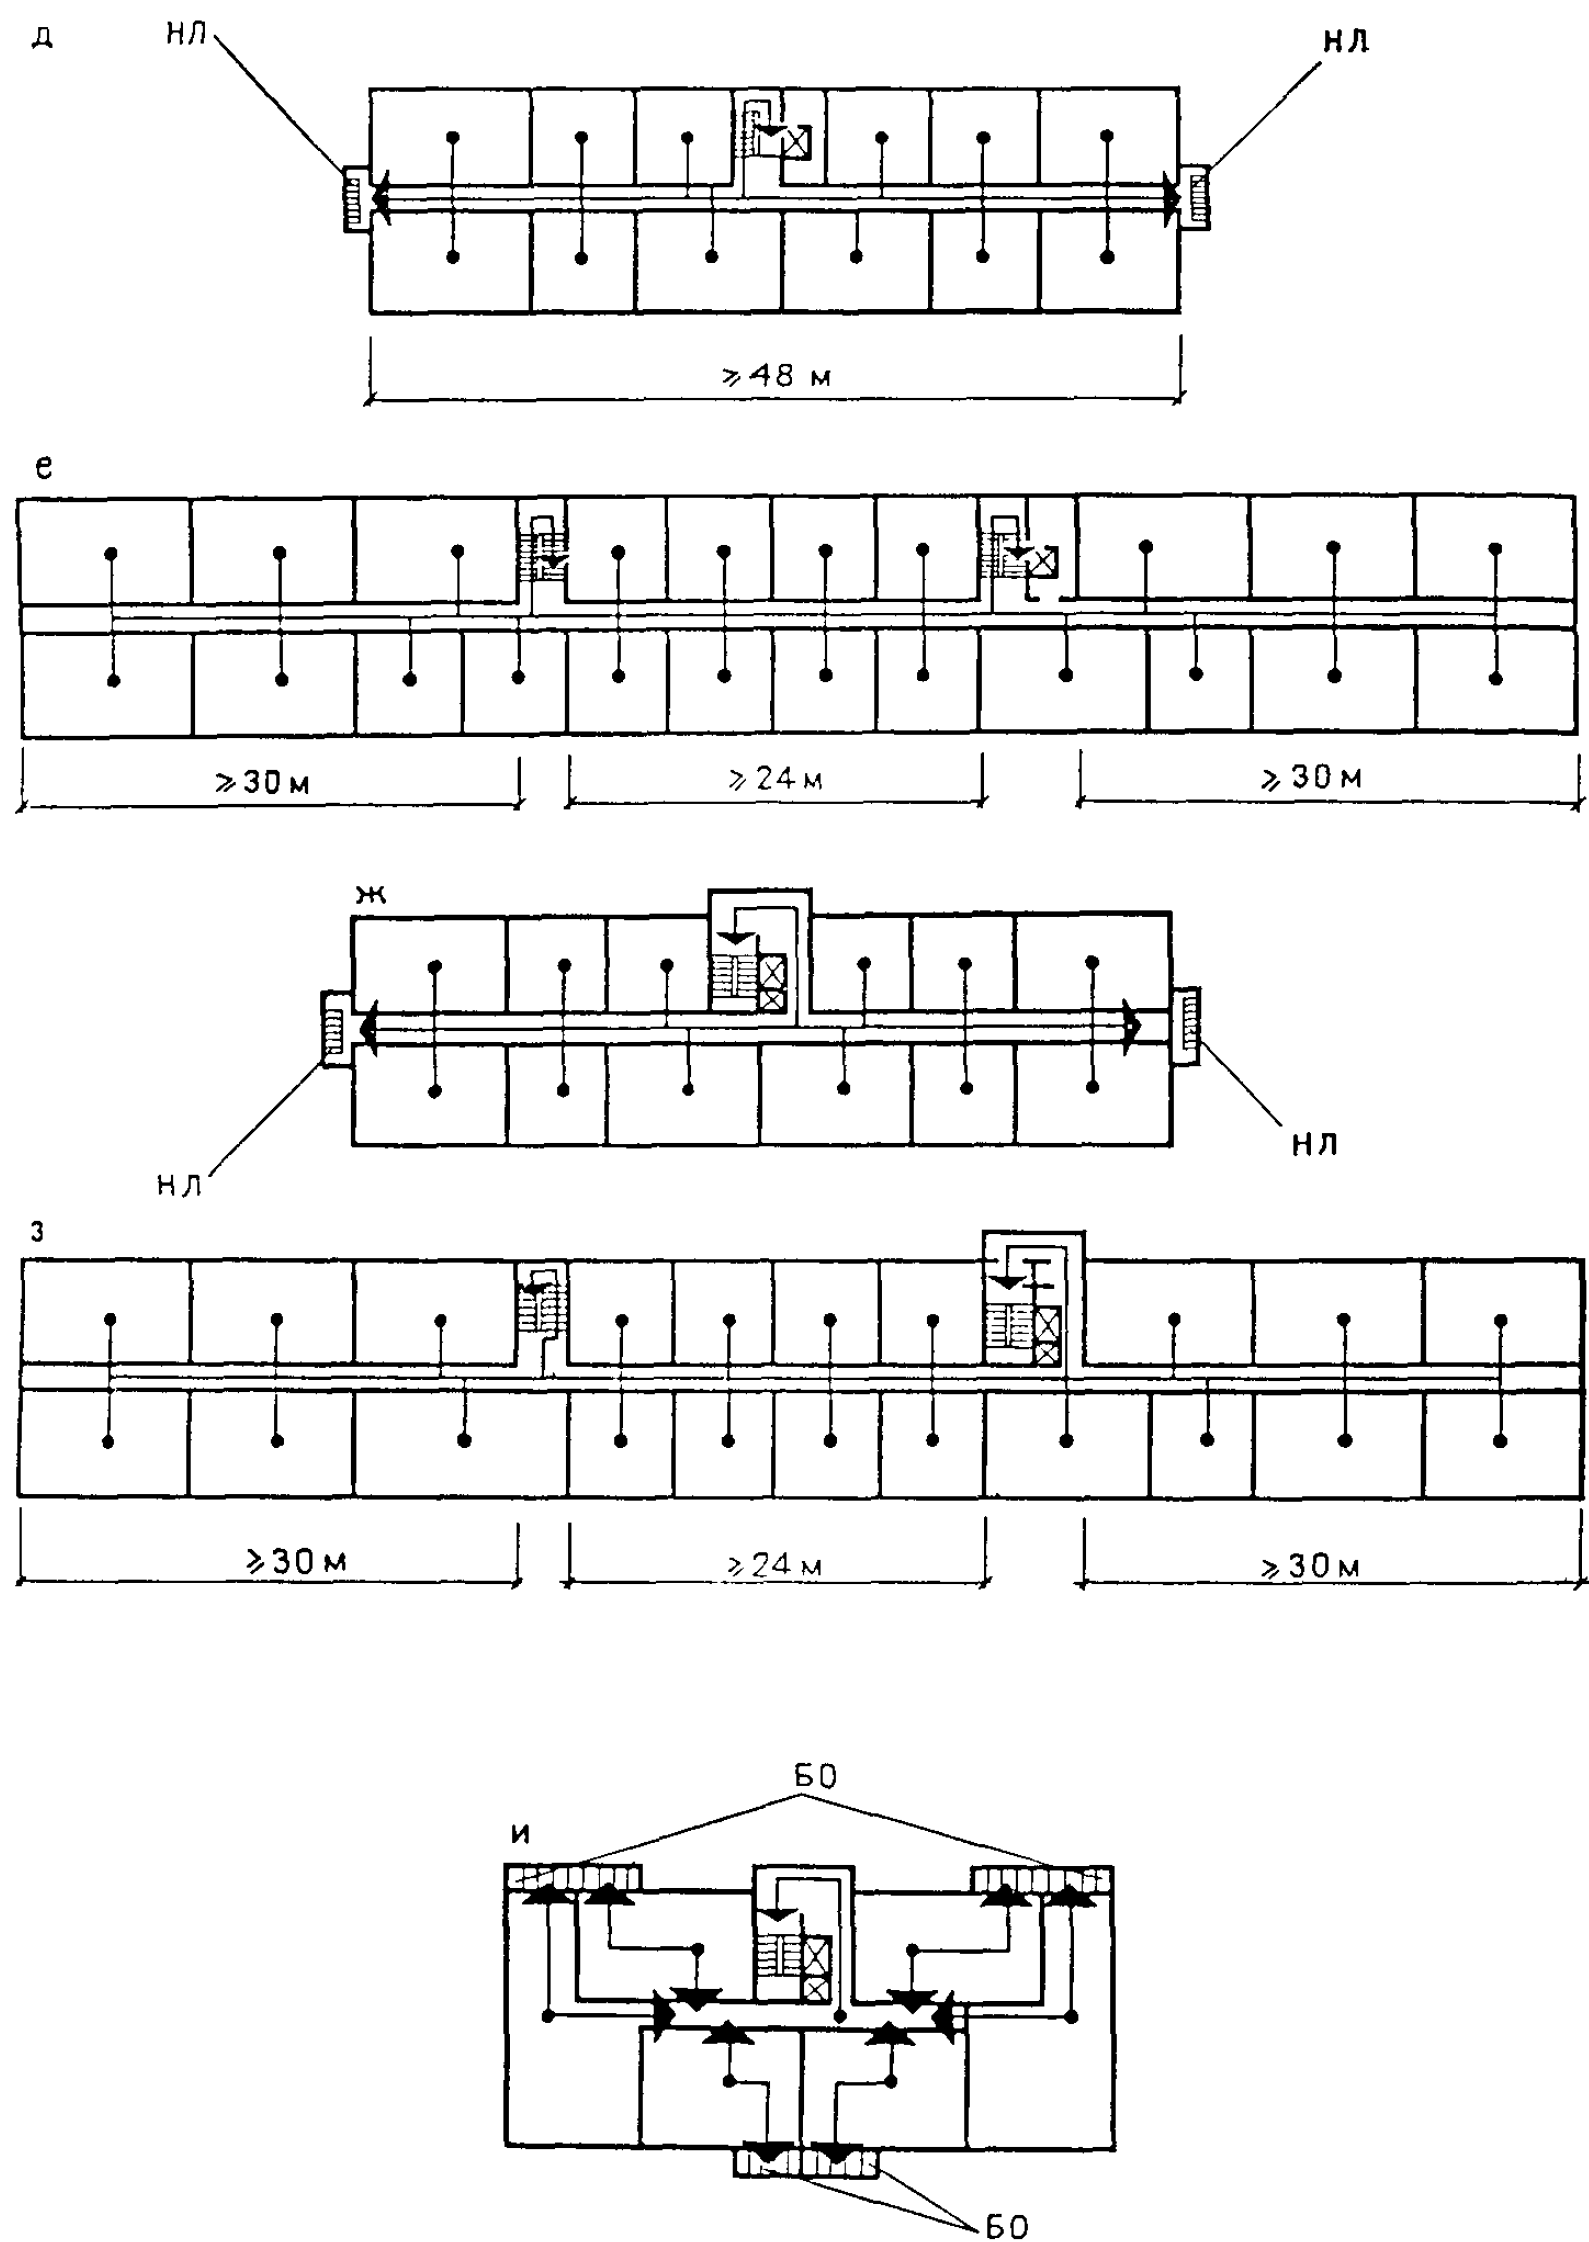 д
НЛ
НЛ
⩾48 м
е
⩾30 м
⩾24 м
⩾30 м
ж
НЛ
НЛ
з
⩾30 м
⩾24 м
⩾30 м
БО
и
БО